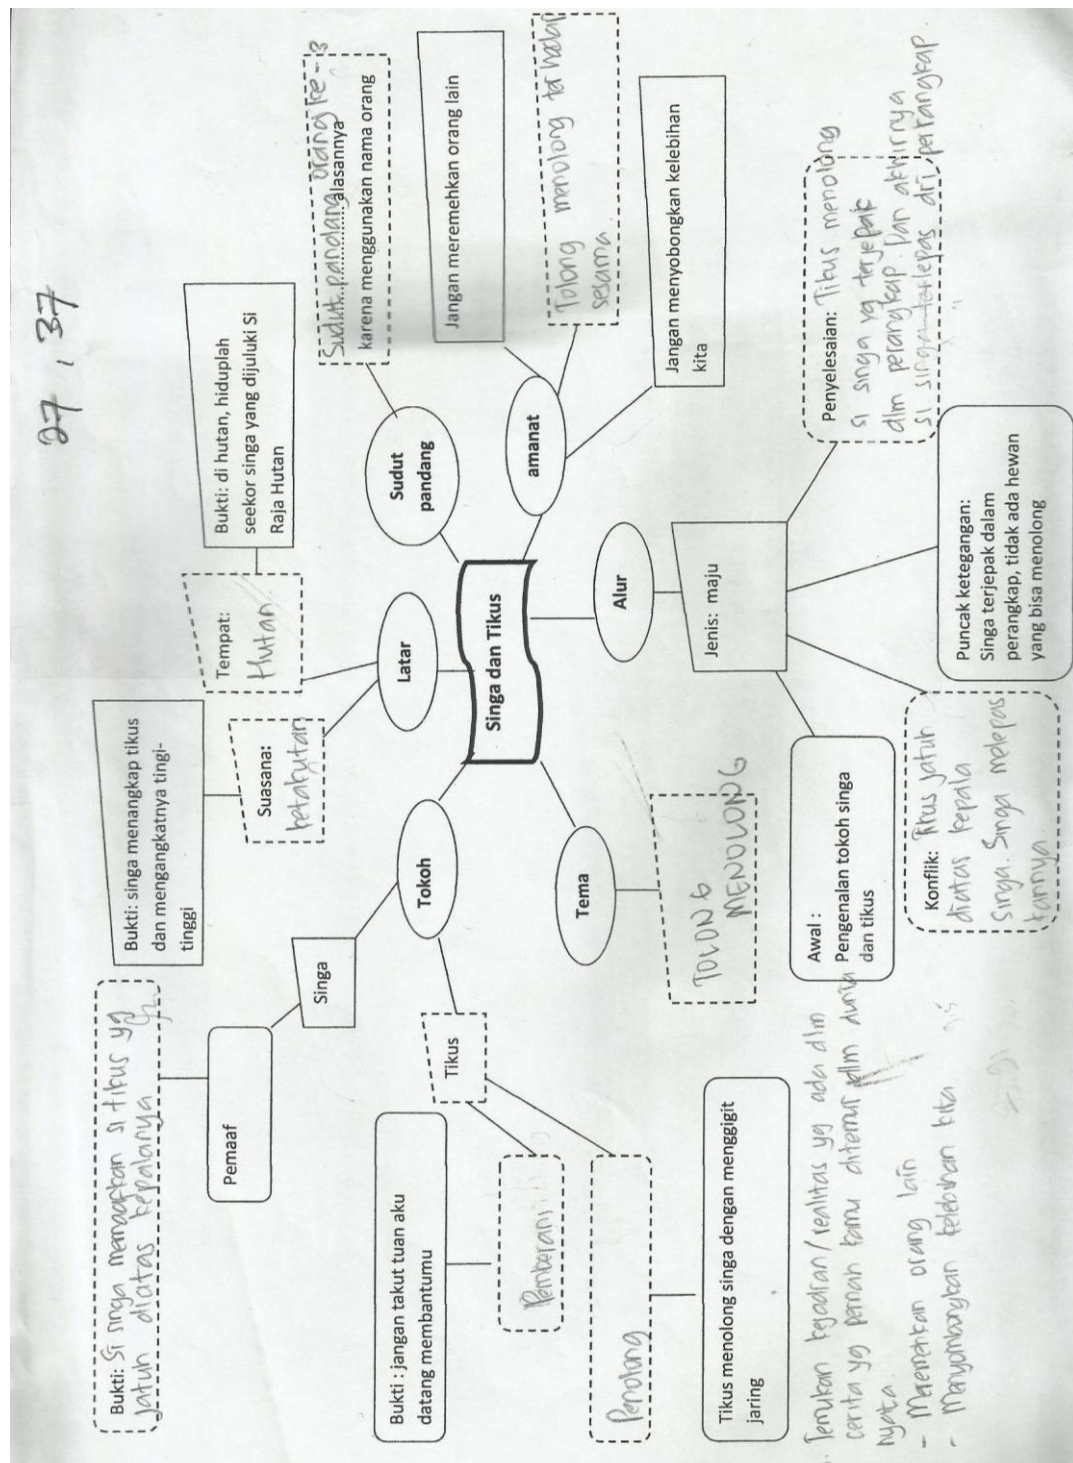 27, 37
Bukti: Si singa memaafkan si tikus yg
jatuh diatas kepalanya
Pemaaf
Singa
Bukti: singa menangkap tikus
dan mengangkatnya tingi-
tinggi
Suasana:
ketakutan
Tempat:
Hutan
Bukti: di hutan, hiduplah
seekor singa yang dijuluki Si
Raja Hutan
Latar
Sudut
pandang
Sudut pandang orang ke-3
alasannya
karena menggunakan nama orang
Jangan meremehkan orang lain
amanat
Tolong menolong terhadap
sesama
Jangan menyobongkan kelebihan
kita
Singa dan Tikus
Tokoh
Tikus
Bukti : jangan takut tuan aku
datang membantumu
Pemberani
Penolong
Tikus menolong singa dengan menggigit
jaring
Tema
TOLONG
MENOLONG
Alur
Jenis: maju
Awal :
Pengenalan tokoh singa
dan tikus
Konflik: Tikus jatuh
diatas kepala
singa. Singa melepas
kannya
Puncak ketegangan:
Singa terjepak dalam
perangkap, tidak ada hewan
yang bisa menolong
Penyelesaian: Tikus menolong
si singa yg terjepak
dlm perangkap. Dan akhirnya
si singa terlepas dri perangkap.
Temukan kejadian/realitas yg ada dlm
cerita yg pernah kamu ditemui dlm dunia
nyata.
- Meremehkan orang lain
- Menyombongkan kelebihan kita